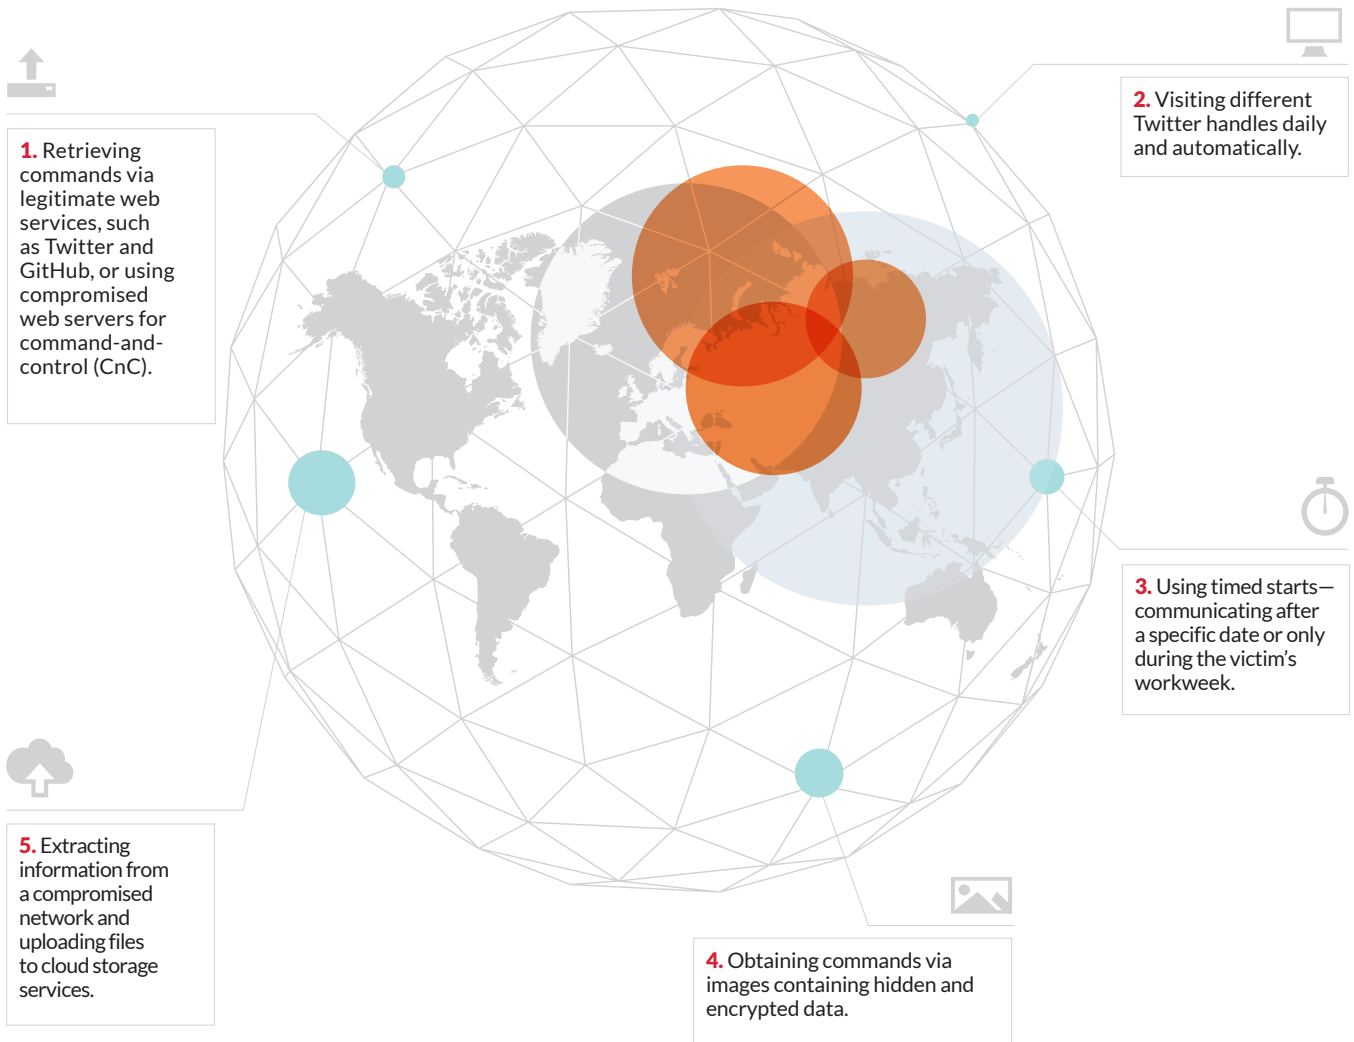 1. Retrieving
commands via
legitimate web
services, such
as Twitter and
GitHub, or using
compromised
web servers for
command-and-
control (CnC).
2. Visiting different
Twitter handles daily
and automatically.
3. Using timed starts—
communicating after
a specific date or only
during the victim’s
workweek.
4. Obtaining commands via
images containing hidden and
encrypted data.
5. Extracting
information from
a compromised
network and
uploading files
to cloud storage
services.